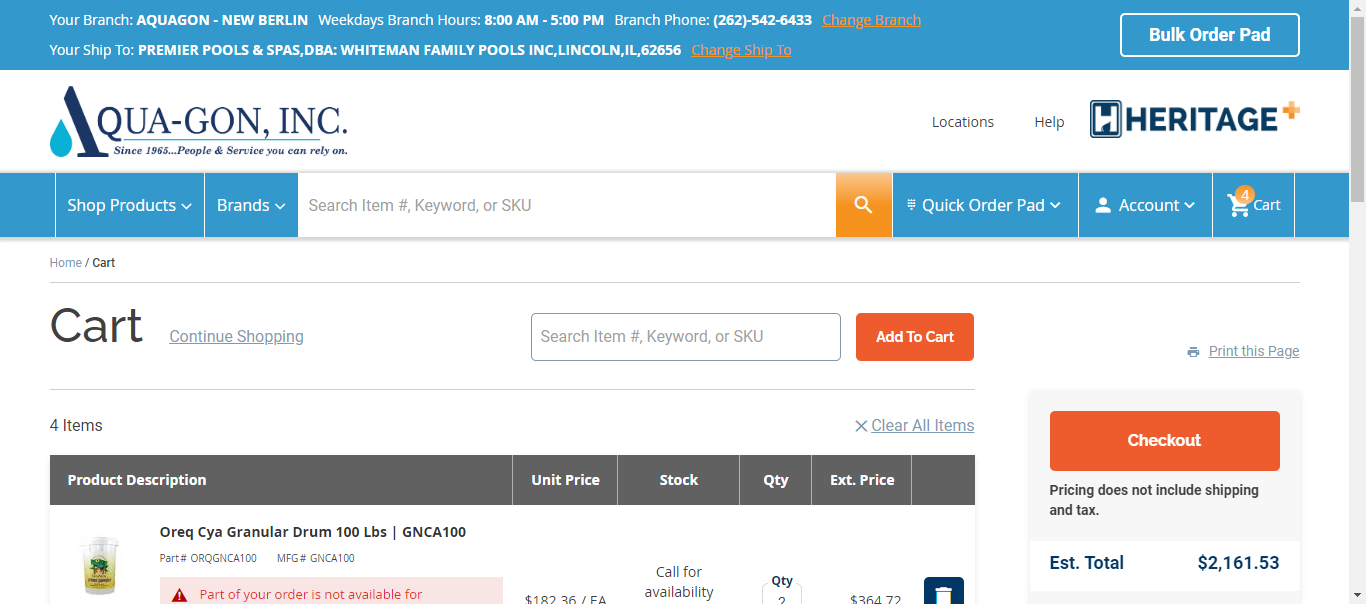 Your Branch: AQUAGON - NEW BERLIN Weekdays Branch Hours: 8:00 AM - 5:00 PM Branch Phone: (262)-542-6433 Change Branch
Your Ship To: PREMIER POOLS & SPAS,DBA: WHITEMAN FAMILY POOLS INC,LINCOLN,IL,62656 Change Ship To
Bulk Order Pad
AQUA-GON, INC.
Since 1965...People & Service you can rely on.
Locations Help HERITAGE+
Shop Products Brands Search Item #, Keyword, or SKU Quick Order Pad Account 4 Cart
Home / Cart
Cart Continue Shopping Search Item #, Keyword, or SKU Add To Cart
Print this Page
4 Items Clear All Items
Product Description Unit Price Stock Qty Ext. Price
Oreq Cya Granular Drum 100 Lbs | GNCA100
Part# ORQGNCA100 MFG# GNCA100
Part of your order is not available for
$182.36 / EA
Call for
availability
Qty
2
$364.72
Checkout
Pricing does not include shipping
and tax.
Est. Total $2,161.53